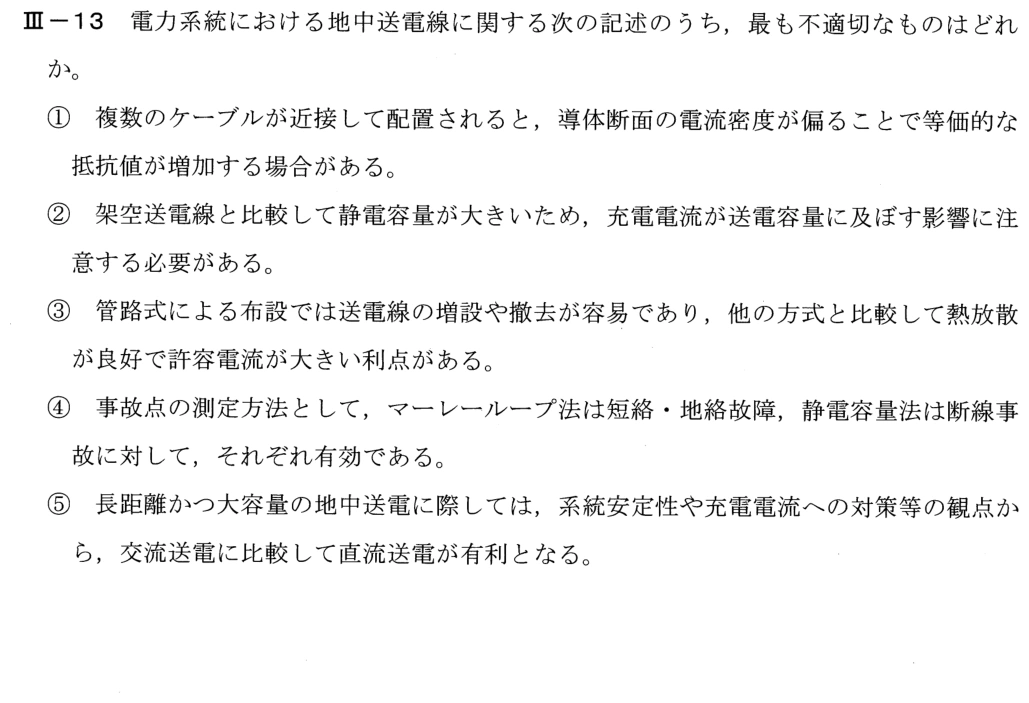 Ⅲ－13　電力系統における地中送電線に関する次の記述のうち，最も不適切なものはどれ
か。
①　複数のケーブルが近接して配置されると，導体断面の電流密度が偏ることで等価的な
抵抗値が増加する場合がある。
②　架空送電線と比較して静電容量が大きいため，充電電流が送電容量に及ぼす影響に注
意する必要がある。
③　管路式による布設では送電線の増設や撤去が容易であり，他の方式と比較して熱放散
が良好で許容電流が大きい利点がある。
④　事故点の測定方法として，マーレーループ法は短絡・地絡故障，静電容量法は断線事
故に対して，それぞれ有効である。
⑤　長距離かつ大容量の地中送電に際しては，系統安定性や充電電流への対策等の観点か
ら，交流送電に比較して直流送電が有利となる。